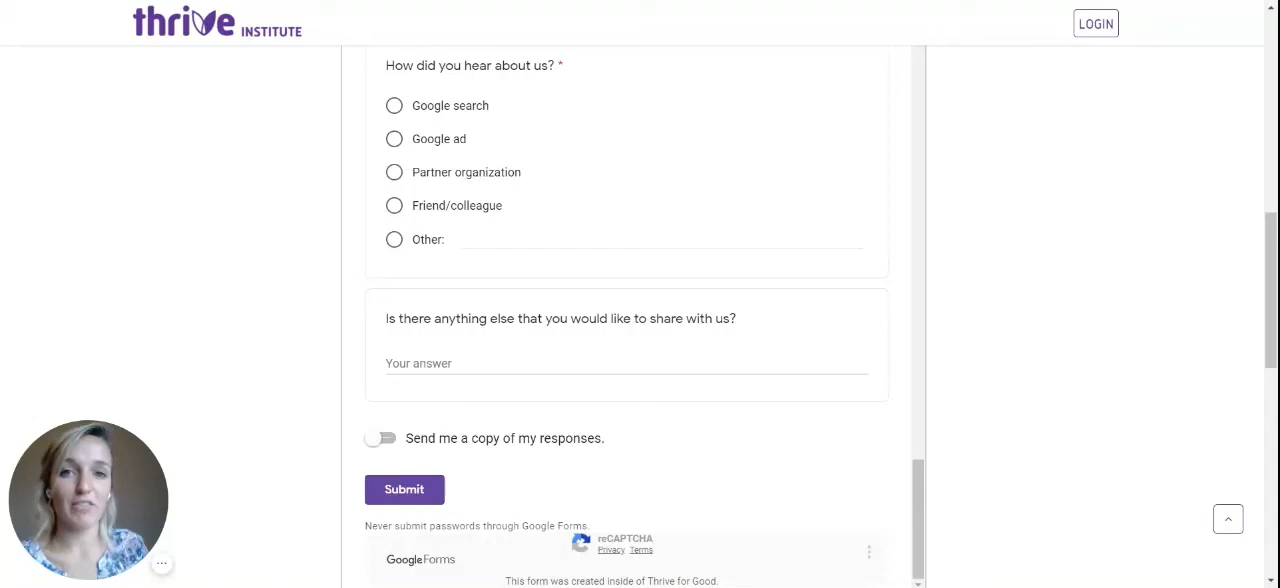 thrive INSTITUTE
LOGIN
How did you hear about us? *
Google search
Google ad
Partner organization
Friend/colleague
Other:
Is there anything else that you would like to share with us?
Your answer
Send me a copy of my responses.
Submit
Never submit passwords through Google Forms.
reCAPTCHA
Privacy Terms
Google Forms
This form was created inside of Thrive for Good.